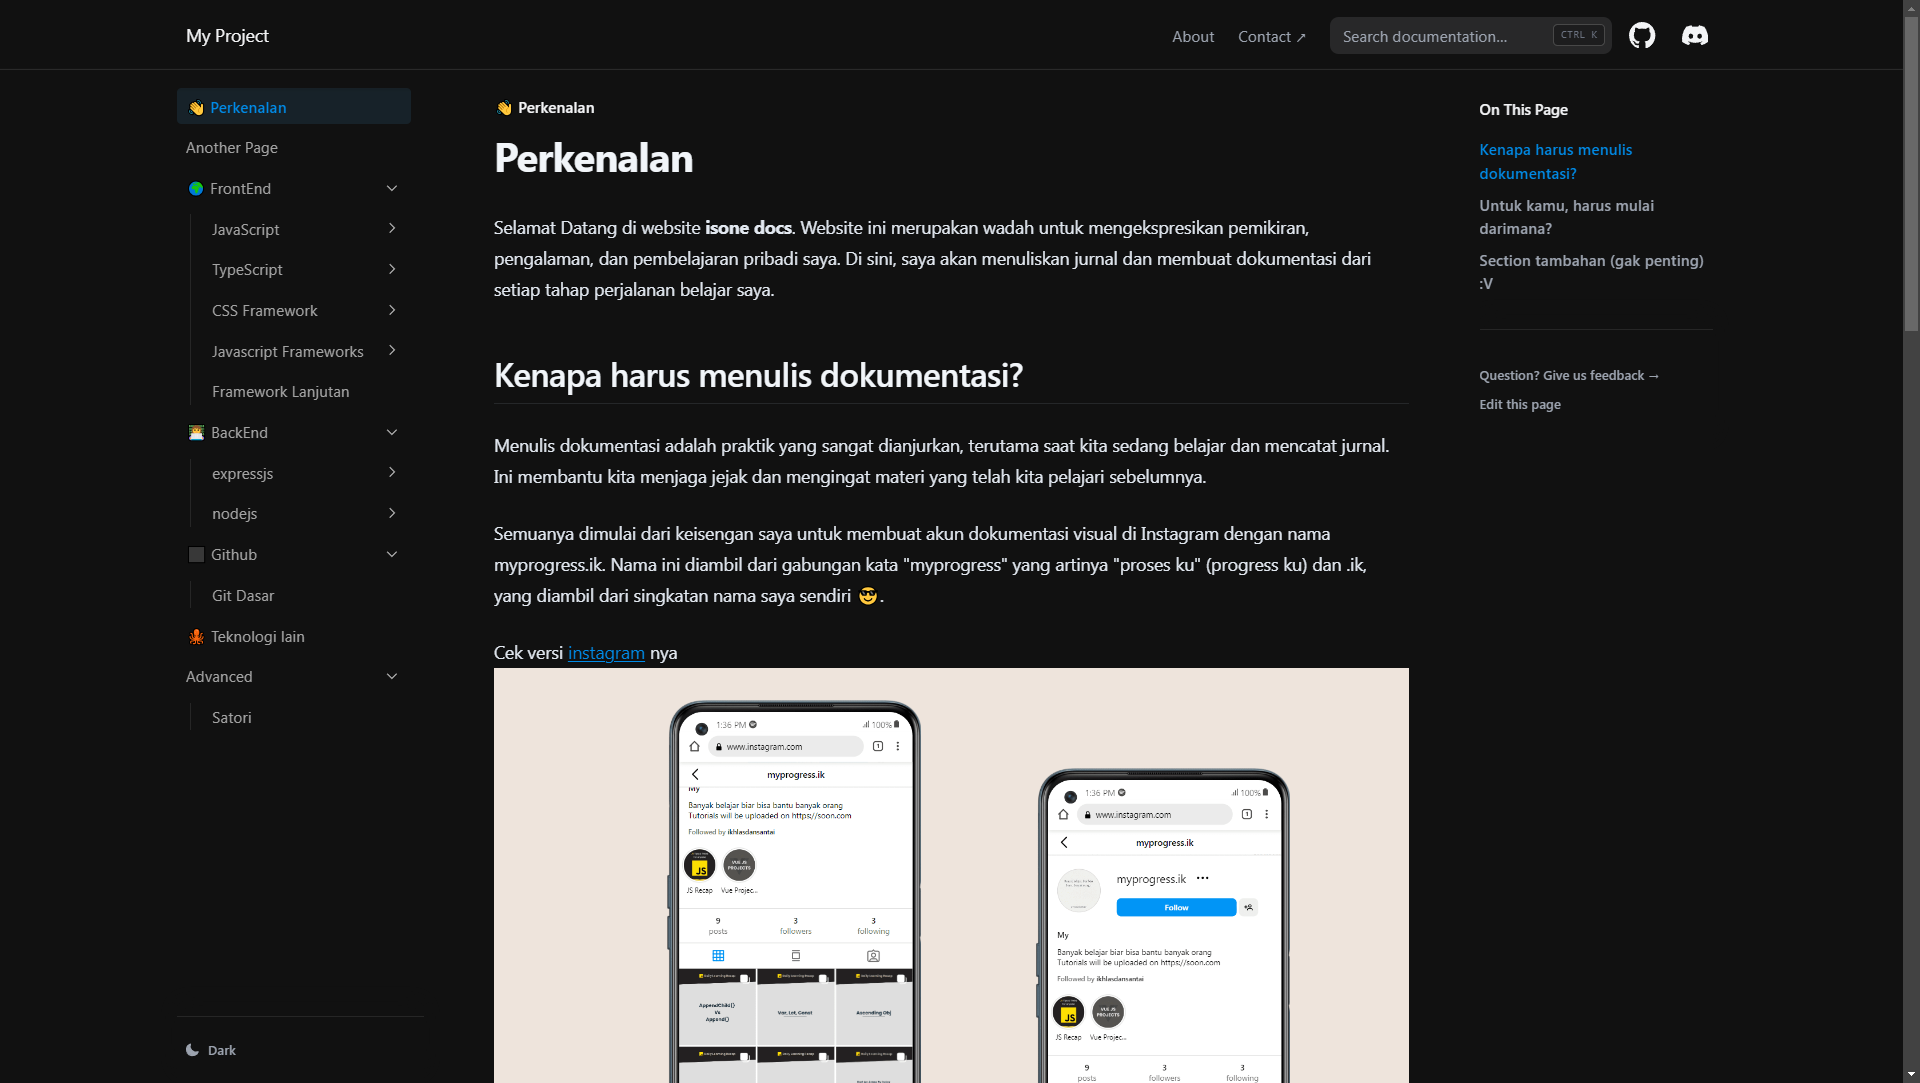 My Project
About
Contact ↗
Search documentation...
CTRL K
👋 Perkenalan
Another Page
FrontEnd
JavaScript
TypeScript
CSS Framework
Javascript Frameworks
Framework Lanjutan
BackEnd
expressjs
nodejs
Github
Git Dasar
🐙 Teknologi lain
Advanced
Satori
Dark
👋 Perkenalan
Perkenalan
Selamat Datang di website isone docs. Website ini merupakan wadah untuk mengekspresikan pemikiran,
pengalaman, dan pembelajaran pribadi saya. Di sini, saya akan menuliskan jurnal dan membuat dokumentasi dari
setiap tahap perjalanan belajar saya.
Kenapa harus menulis dokumentasi?
Menulis dokumentasi adalah praktik yang sangat dianjurkan, terutama saat kita sedang belajar dan mencatat jurnal.
Ini membantu kita menjaga jejak dan mengingat materi yang telah kita pelajari sebelumnya.
Semuanya dimulai dari keisengan saya untuk membuat akun dokumentasi visual di Instagram dengan nama
myprogress.ik. Nama ini diambil dari gabungan kata "myprogress" yang artinya "proses ku" (progress ku) dan .ik,
yang diambil dari singkatan nama saya sendiri 😎.
Cek versi instagram nya
1:36 PM
100%
www.instagram.com
1
myprogress.ik
My
Banyak belajar biar bisa bantu banyak orang
Tutorials will be uploaded on https://soon.com
Followed by ikhlasdansantai
JS
VUE JS
PROJECTS
JS Recap
Vue Projec...
9
posts
3
followers
3
following
AppendChild()
Vs
Append()
Var, Let, Const
Ascending Obj
1:36 PM
100%
www.instagram.com
1
myprogress.ik
myprogress.ik
Follow
My
Banyak belajar biar bisa bantu banyak orang
Tutorials will be uploaded on https://soon.com
Followed by ikhlasdansantai
JS
VUE JS
PROJECTS
JS Recap
Vue Projec...
9
posts
3
followers
3
following
On This Page
Kenapa harus menulis
dokumentasi?
Untuk kamu, harus mulai
darimana?
Section tambahan (gak penting)
:V
Question? Give us feedback →
Edit this page